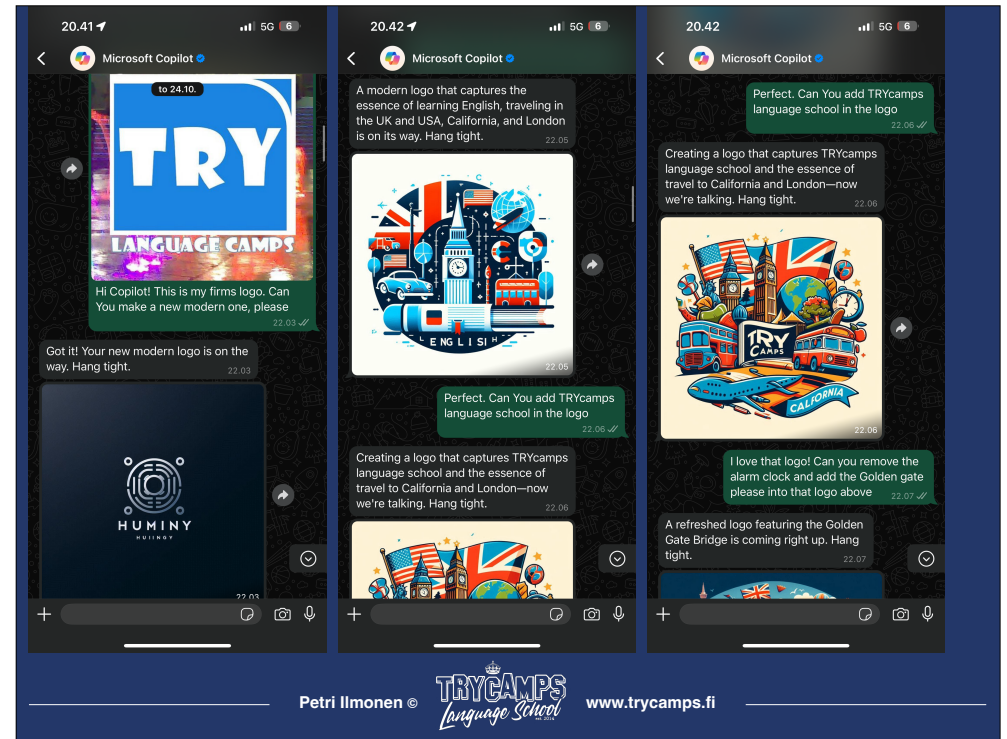 20.41
5G 6
Microsoft Copilot
to 24.10.
TRY
LANGUAGE CAMPS
Hi Copilot! This is my firms logo. Can
You make a new modern one, please
22.03
Got it! Your new modern logo is on the
way. Hang tight.
22.03
HUMINY
HUIINGY
22.03
20.42
5G 6
Microsoft Copilot
A modern logo that captures the
essence of learning English, traveling in
the UK and USA, California, and London
is on its way. Hang tight.
22.05
ENGLISH
22.05
Perfect. Can You add TRYcamps
language school in the logo
22.06
Creating a logo that captures TRYcamps
language school and the essence of
travel to California and London—now
we're talking. Hang tight.
22.06
20.42
5G 6
Microsoft Copilot
Perfect. Can You add TRYcamps
language school in the logo
22.06
Creating a logo that captures TRYcamps
language school and the essence of
travel to California and London—now
we're talking. Hang tight.
22.06
TRY
CAMPS
CALFORNIA
22.06
I love that logo! Can you remove the
alarm clock and add the Golden gate
please into that logo above
22.07
A refreshed logo featuring the Golden
Gate Bridge is coming right up. Hang
tight.
22.07
Petri Ilmonen ©
TRYCAMPS
Language School
est. 2014
www.trycamps.fi